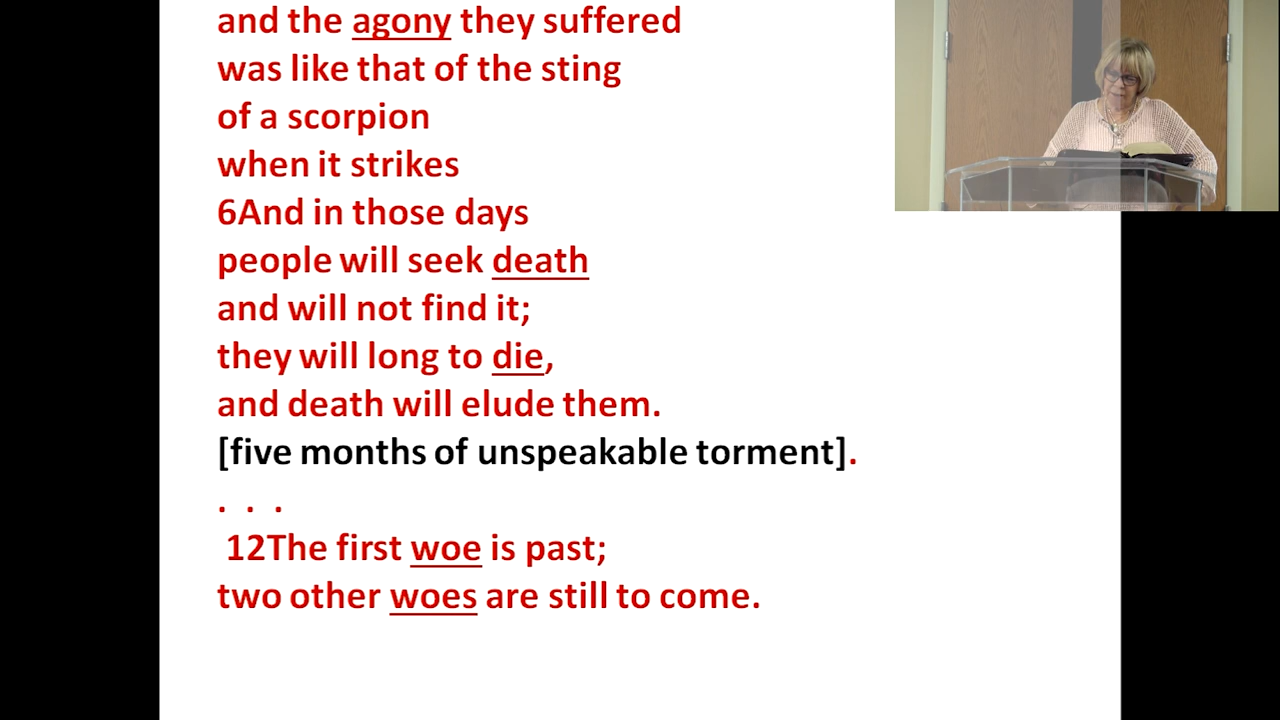 and the agony they suffered
was like that of the sting
of a scorpion
when it strikes
6And in those days
people will seek death
and will not find it;
they will long to die,
and death will elude them.
[five months of unspeakable torment].
. . .
12The first woe is past;
two other woes are still to come.